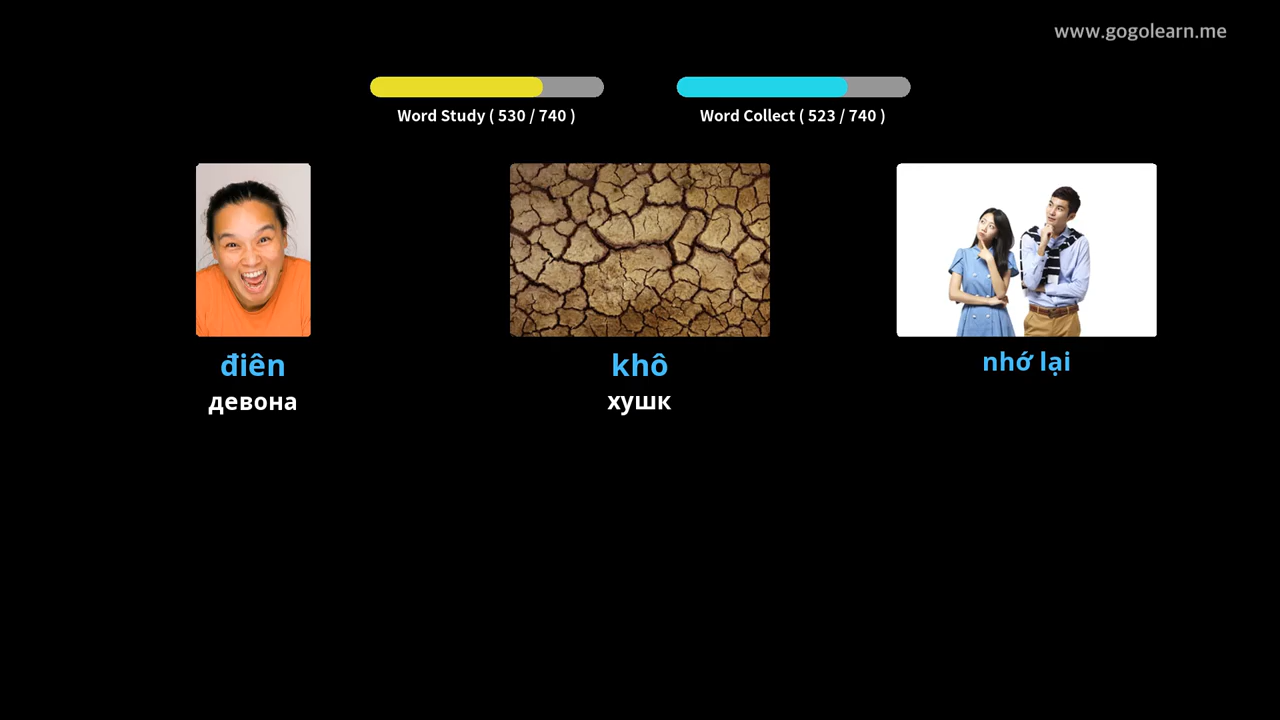 www.gogolearn.me
Word Study ( 530 / 740 )
Word Collect ( 523 / 740 )
điên
девона
khô
хушк
nhớ lại